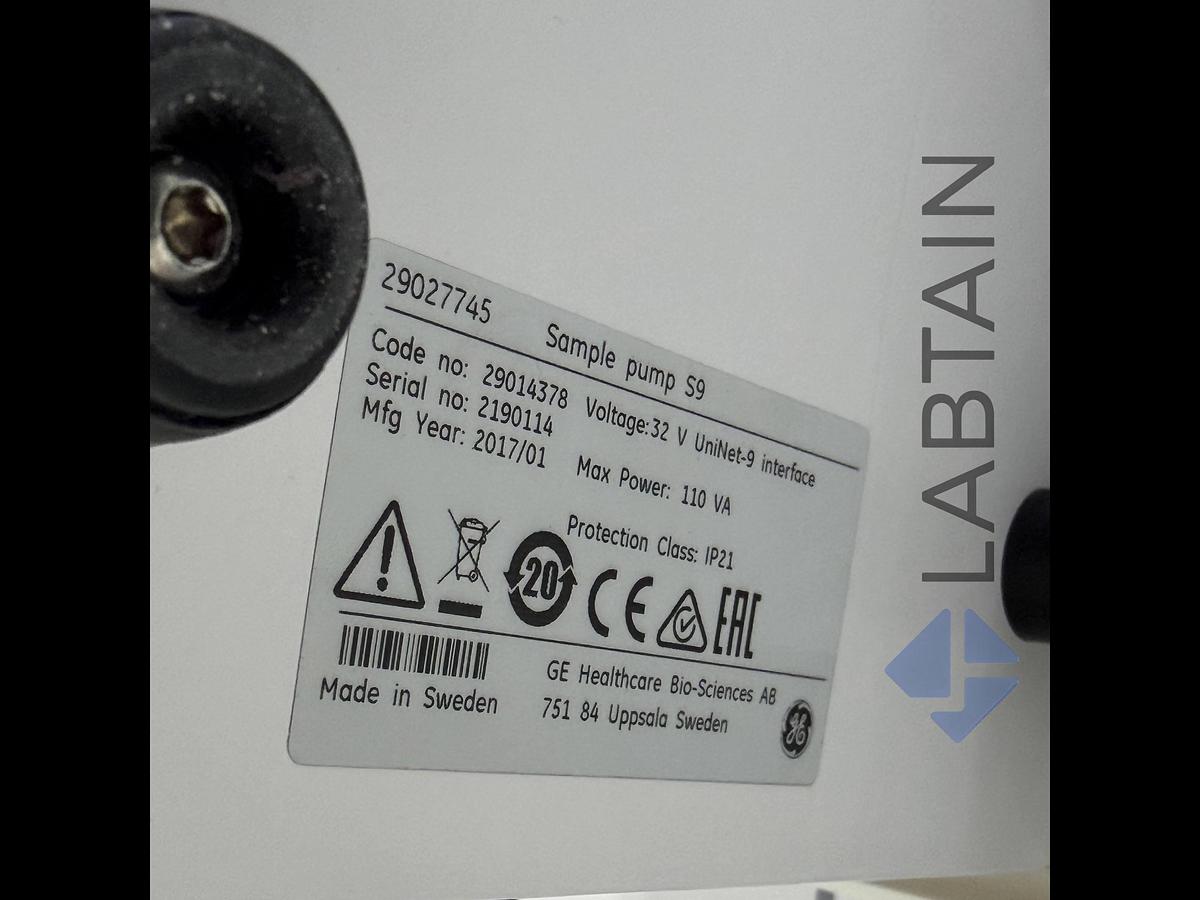 29027745 Sample pump S9
Code no: 29014378 Voltage:32 V UniNet-9 interface
Serial no: 2190114
Mfg Year: 2017/01 Max Power: 110 VA
Protection Class: IP21
20 CE EAC
Made in Sweden
GE Healthcare Bio-Sciences AB
751 84 Uppsala Sweden
GE
LABTAIN